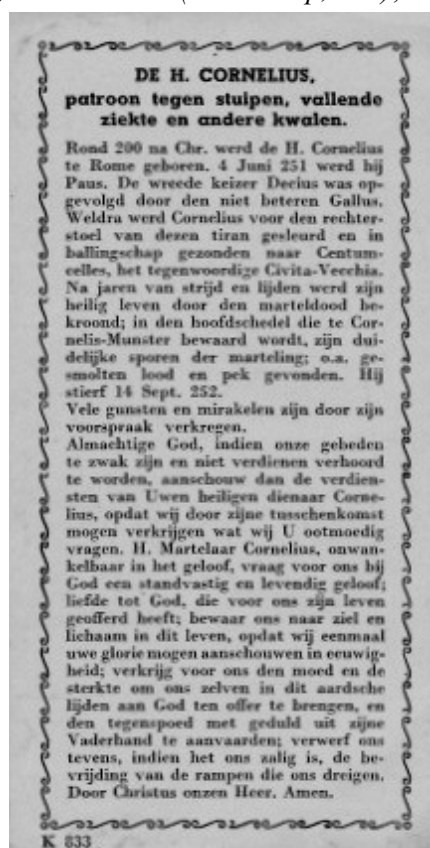 DE H. CORNELIUS,
patroon tegen stuipen, vallende
ziekte en andere kwalen.
Rond 200 na Chr. werd de H. Cornelius
te Rome geboren. 4 Juni 251 werd hij
Paus. De wreede keizer Decius was op-
gevolgd door den niet beteren Gallus.
Weldra werd Cornelius voor den rechter-
stoel van dezen tiran gesleurd en in
ballingschap gezonden naar Centum-
celles, het tegenwoordige Civita-Vecchia.
Na jaren van strijd en lijden werd zijn
heilig leven door den marteldood be-
kroond; in den hoofdschedel die te Cor-
nelis-Munster bewaard wordt, zijn dui-
delijke sporen der marteling; o.a. ge-
smolten lood en pek gevonden. Hij
stierf 14 Sept. 252.
Vele gunsten en mirakelen zijn door zijn
voorspraak verkregen.
Almachtige God, indien onze gebeden
te zwak zijn en niet verdienen verhoord
te worden, aanschouw dan de verdien-
sten van Uwen heiligen dienaar Corne-
lius, opdat wij door zijne tusschenkomst
mogen verkrijgen wat wij U ootmoedig
vragen. H. Martelaar Cornelius, onwan-
kelbaar in het geloof, vraag voor ons bij
God een standvastig en levendig geloof;
liefde tot God, die voor ons zijn leven
geofferd heeft; bewaar ons naar ziel en
lichaam in dit leven, opdat wij eenmaal
uwe glorie mogen aanschouwen in eeuwig-
heid; verkrijg voor ons den moed en de
sterkte om ons zelven in dit aardsche
lijden aan God ten offer te brengen, en
den tegenspoed met geduld uit zijne
Vaderhand te aanvaarden; verwerf ons
tevens, indien het ons zalig is, de be-
vrijding van de rampen die ons dreigen.
Door Christus onzen Heer. Amen.
K 833